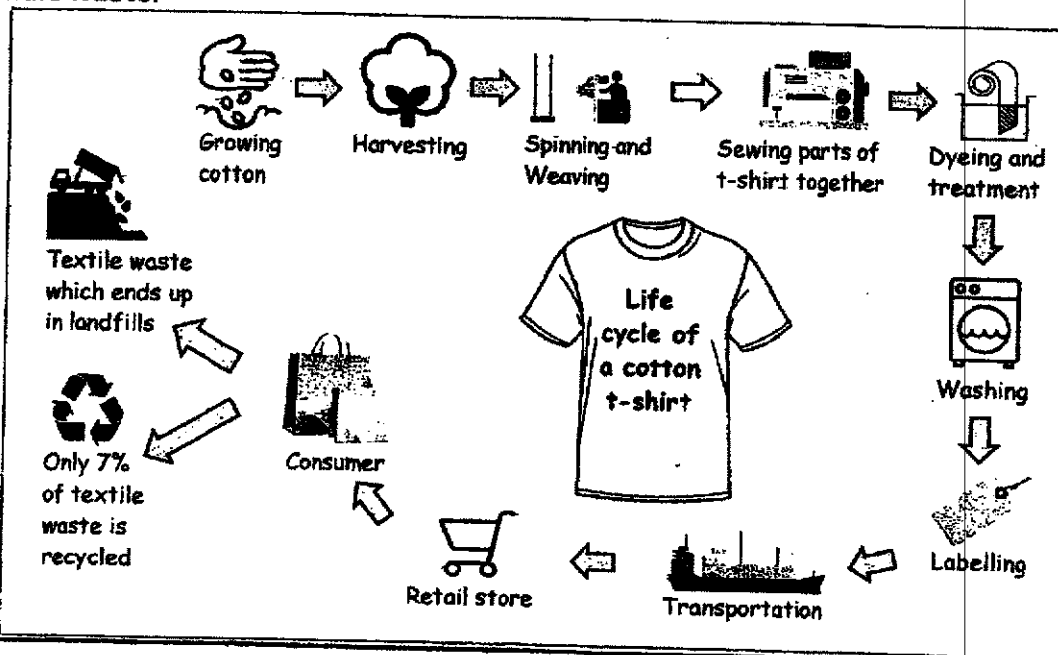 Growing
cotton
Harvesting
Spinning and
Weaving
Sewing parts of
t-shirt together
Dyeing and
treatment
Washing
Labelling
Transportation
Retail store
Consumer
Textile waste
which ends up
in landfills
Only 7%
of textile
waste is
recycled
Life
cycle of
a cotton
t-shirt